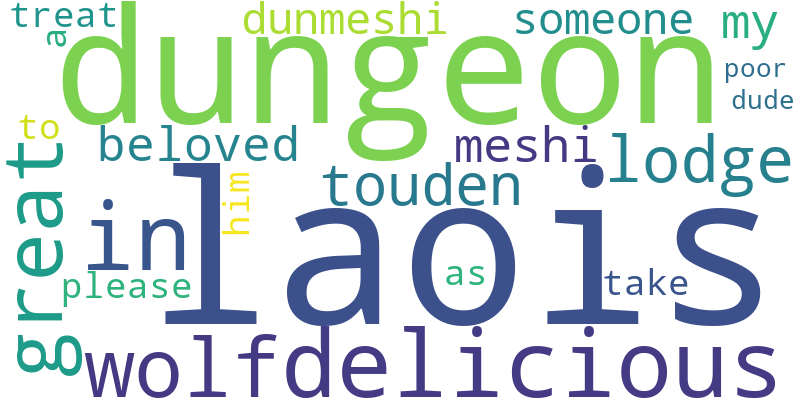 treat
a
dunmeshi
someone
my
dungeon
poor
dude
to
beloved
meshi
lodge
great
him
touden
in
laois
please
as
take
wolf
delicious